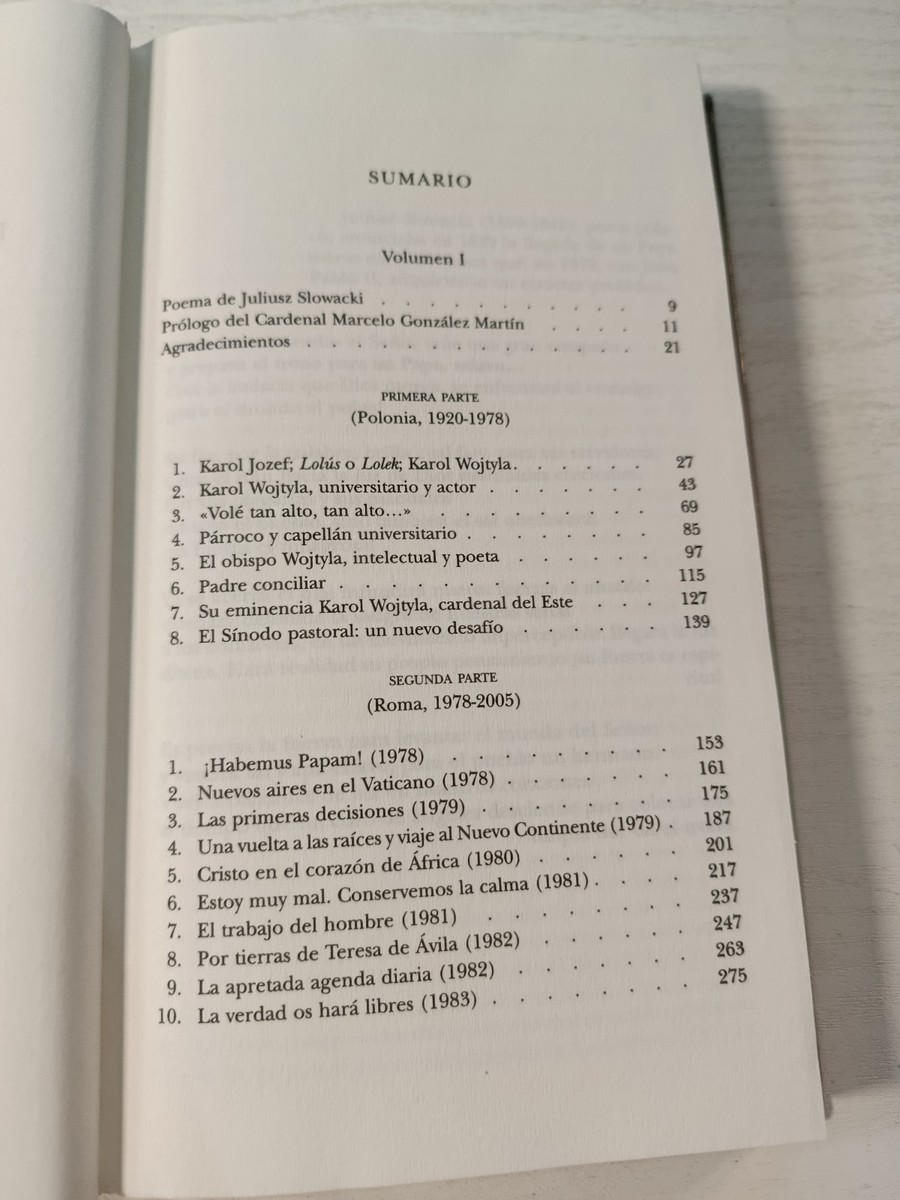 SUMARIO
Volumen I
Poema de Juliusz Slowacki . . . . . . . . . . 9
Prólogo del Cardenal Marcelo González Martín . . . . 11
Agradecimientos . . . . . . . . . . . . . 21
PRIMERA PARTE
(Polonia, 1920-1978)
1. Karol Jozef; Lolús o Lolek; Karol Wojtyla. . . . . . 27
2. Karol Wojtyla, universitario y actor . . . . . . . 43
3. «Volé tan alto, tan alto...» . . . . . . . . . 69
4. Párroco y capellán universitario . . . . . . . . 85
5. El obispo Wojtyla, intelectual y poeta . . . . . . 97
6. Padre conciliar . . . . . . . . . . . . . 115
7. Su eminencia Karol Wojtyla, cardenal del Este . . . 127
8. El Sínodo pastoral: un nuevo desafío . . . . . . 139
SEGUNDA PARTE
(Roma, 1978-2005)
1. ¡Habemus Papam! (1978) . . . . . . . . . 153
2. Nuevos aires en el Vaticano (1978) . . . . . . . 161
3. Las primeras decisiones (1979) . . . . . . . . 175
4. Una vuelta a las raíces y viaje al Nuevo Continente (1979) . 187
5. Cristo en el corazón de África (1980) . . . . . . 201
6. Estoy muy mal. Conservemos la calma (1981) . . . . 217
7. El trabajo del hombre (1981) . . . . . . . . 237
8. Por tierras de Teresa de Ávila (1982) . . . . . . 247
9. La apretada agenda diaria (1982) . . . . . . . 263
10. La verdad os hará libres (1983) . . . . . . . . 275